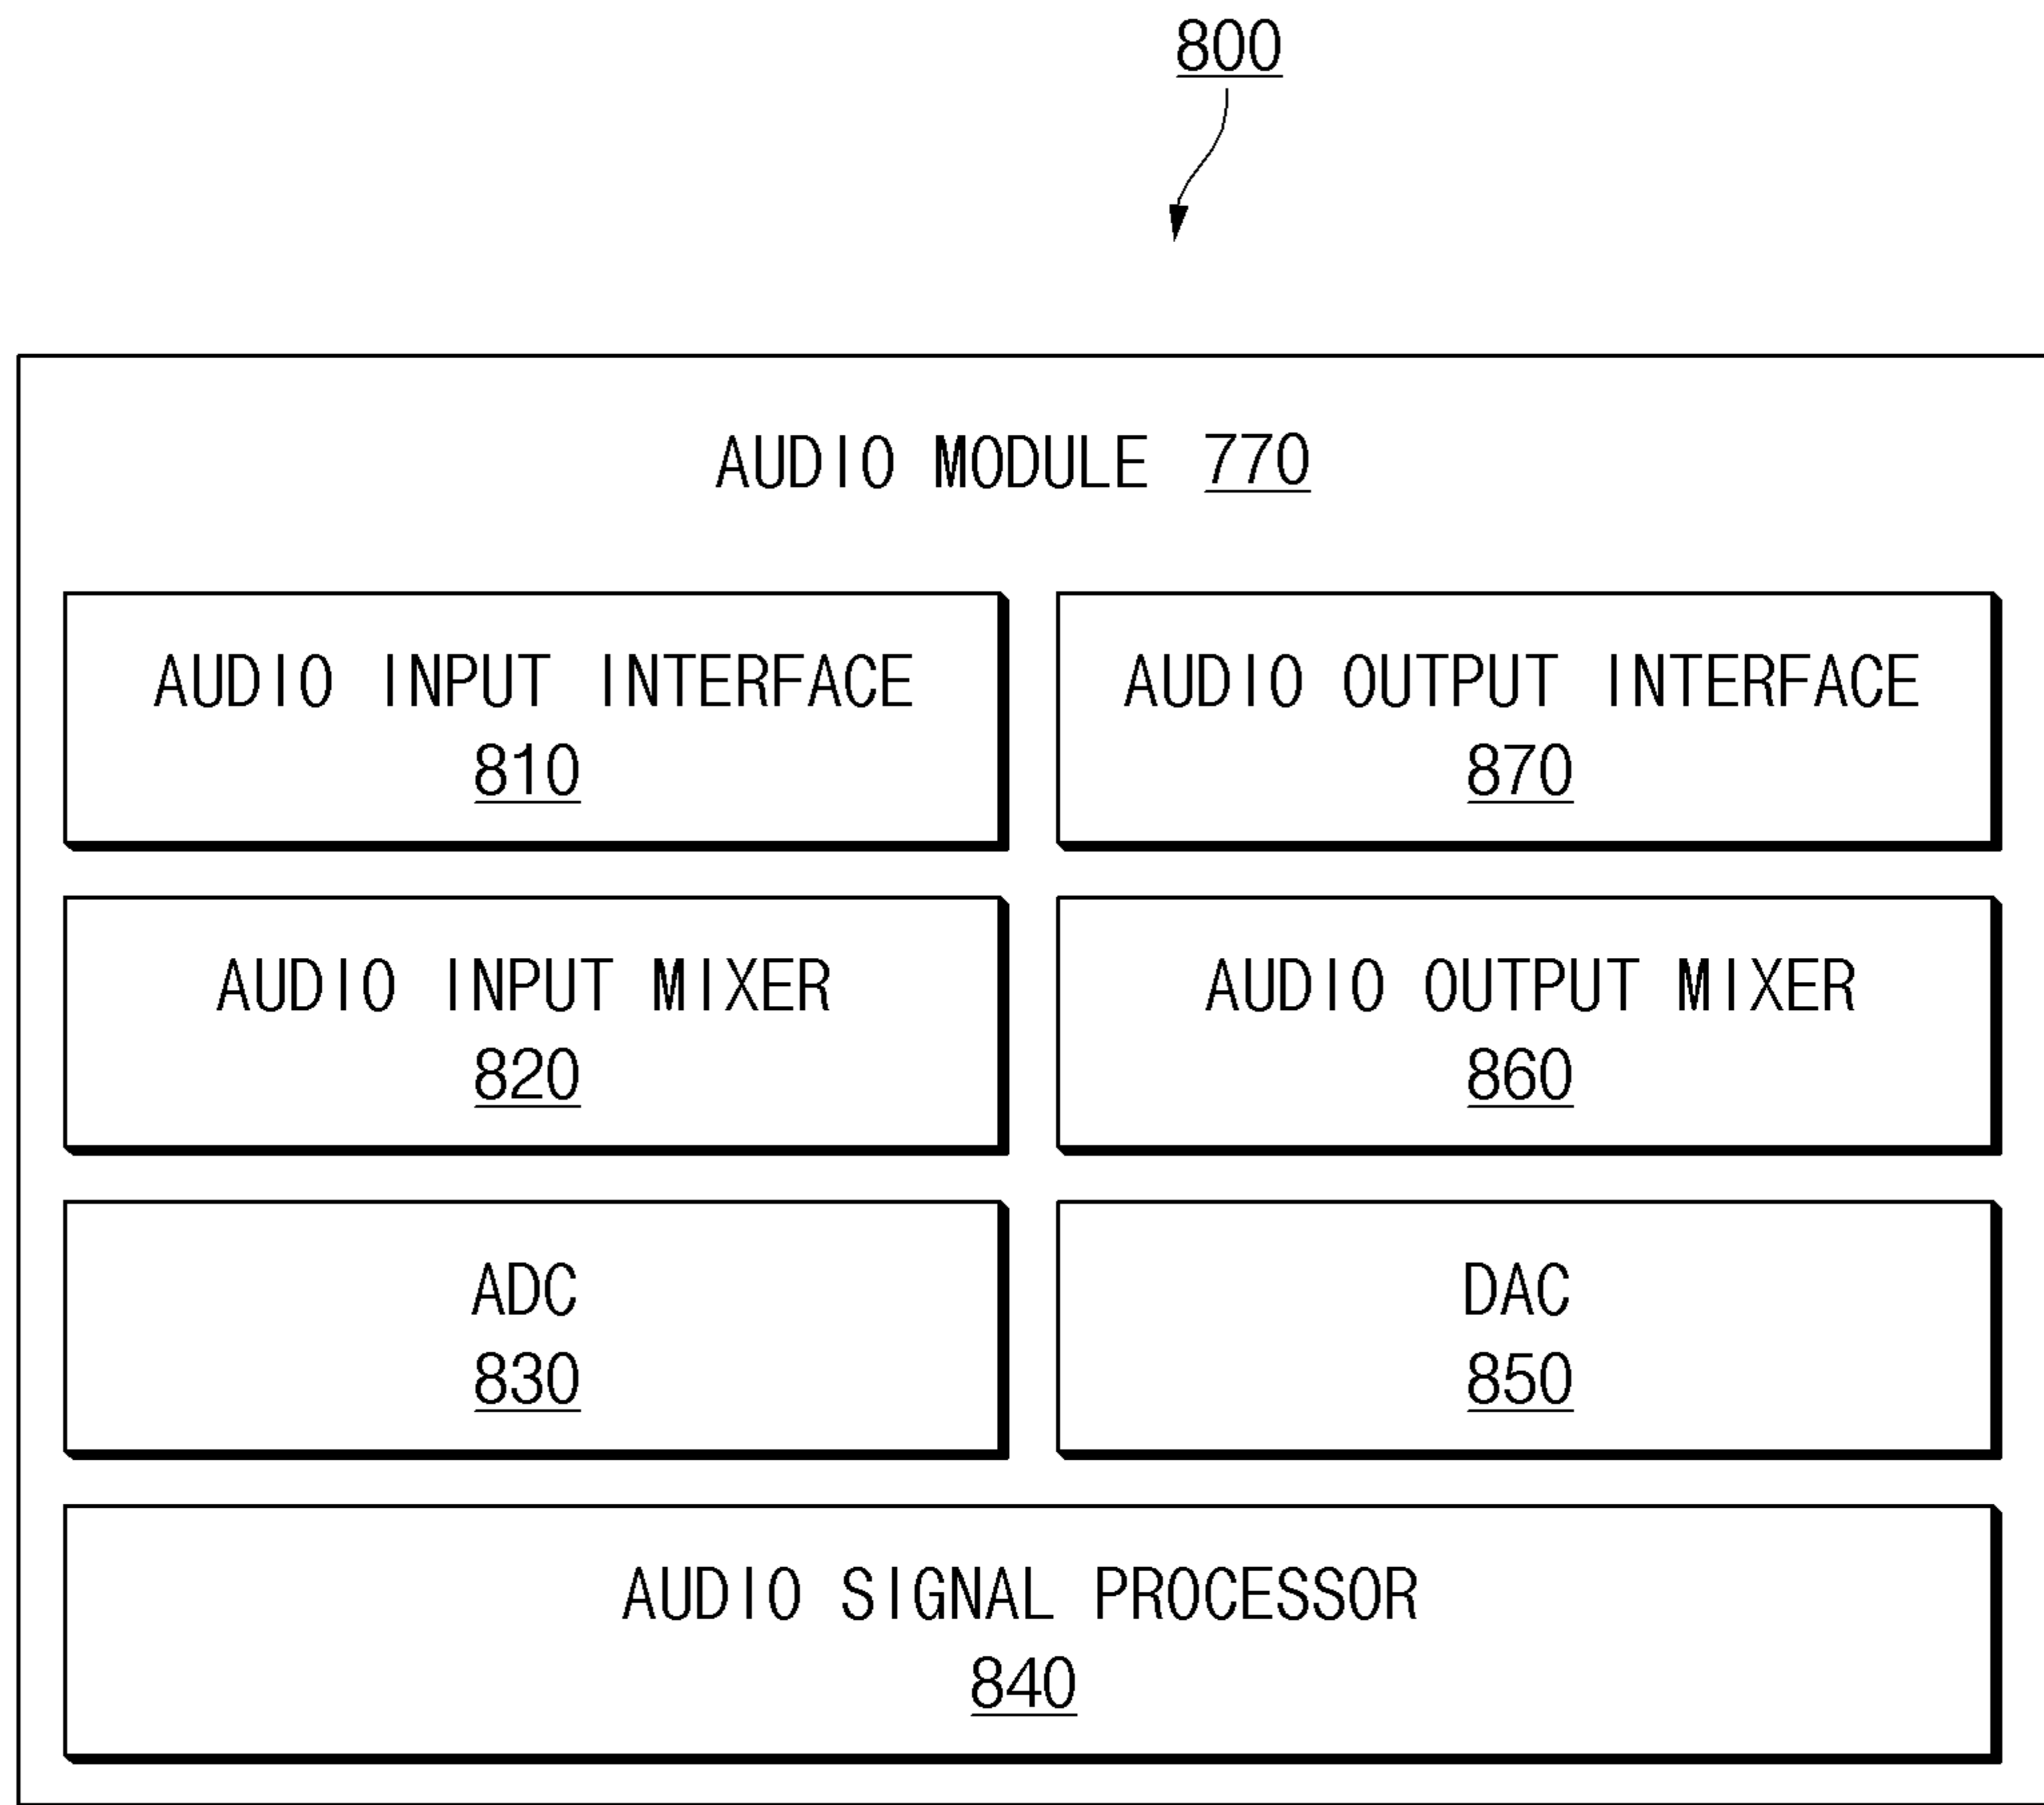 800
AUDIO MODULE 770
AUDIO INPUT INTERFACE
810
AUDIO OUTPUT INTERFACE
870
AUDIO INPUT MIXER
820
AUDIO OUTPUT MIXER
860
ADC
830
DAC
850
AUDIO SIGNAL PROCESSOR
840